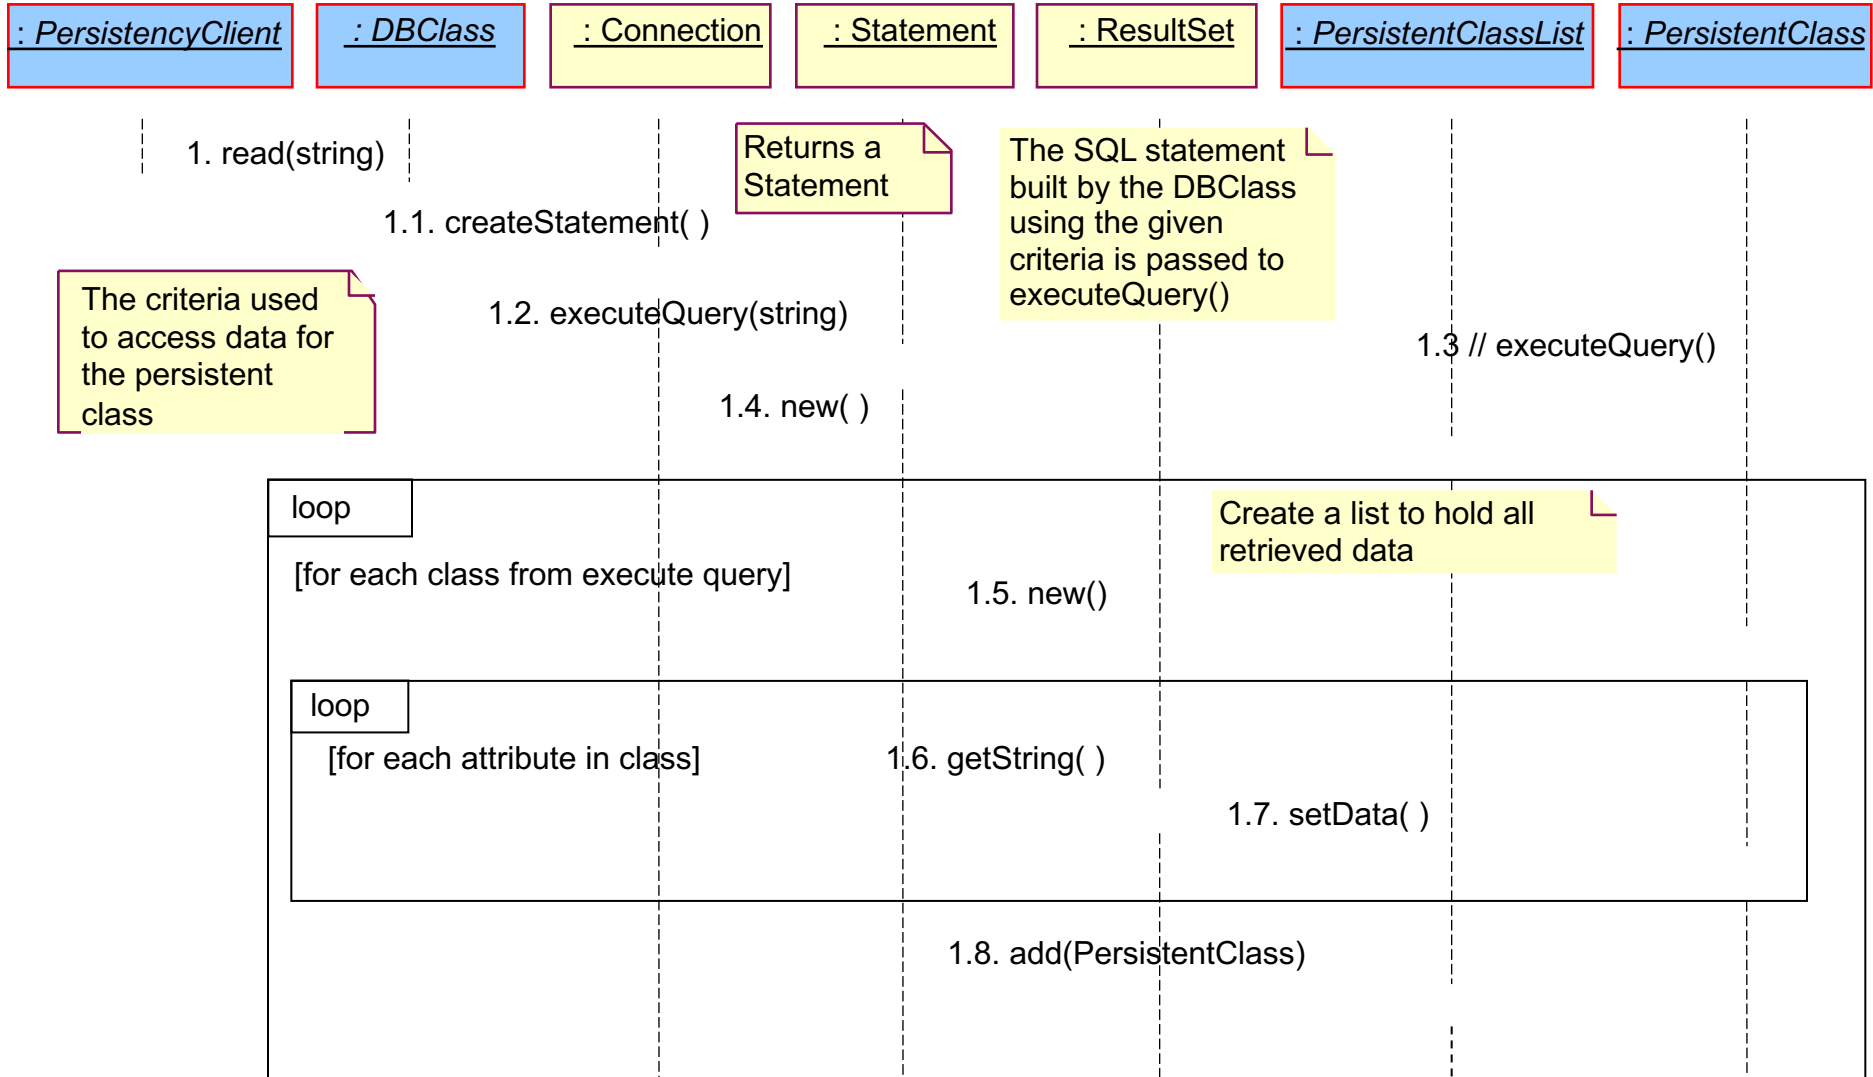 : PersistencyClient
: DBClass
: Connection
: Statement
: ResultSet
: PersistentClassList
: PersistentClass
1. read(string)
Returns a
Statement
The SQL statement
built by the DBClass
using the given
criteria is passed to
executeQuery()
1.1. createStatement( )
The criteria used
to access data for
the persistent
class
1.2. executeQuery(string)
1.3 // executeQuery()
1.4. new( )
loop
[for each class from execute query]
Create a list to hold all
retrieved data
1.5. new()
loop
[for each attribute in class]
1.6. getString( )
1.7. setData( )
1.8. add(PersistentClass)